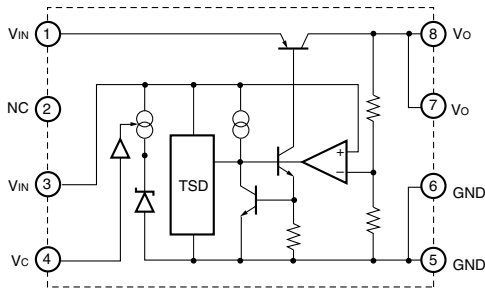 VIN 1
8 VO
NC 2
7 VO
VIN 3
TSD
+
−
6 GND
VC 4
5 GND